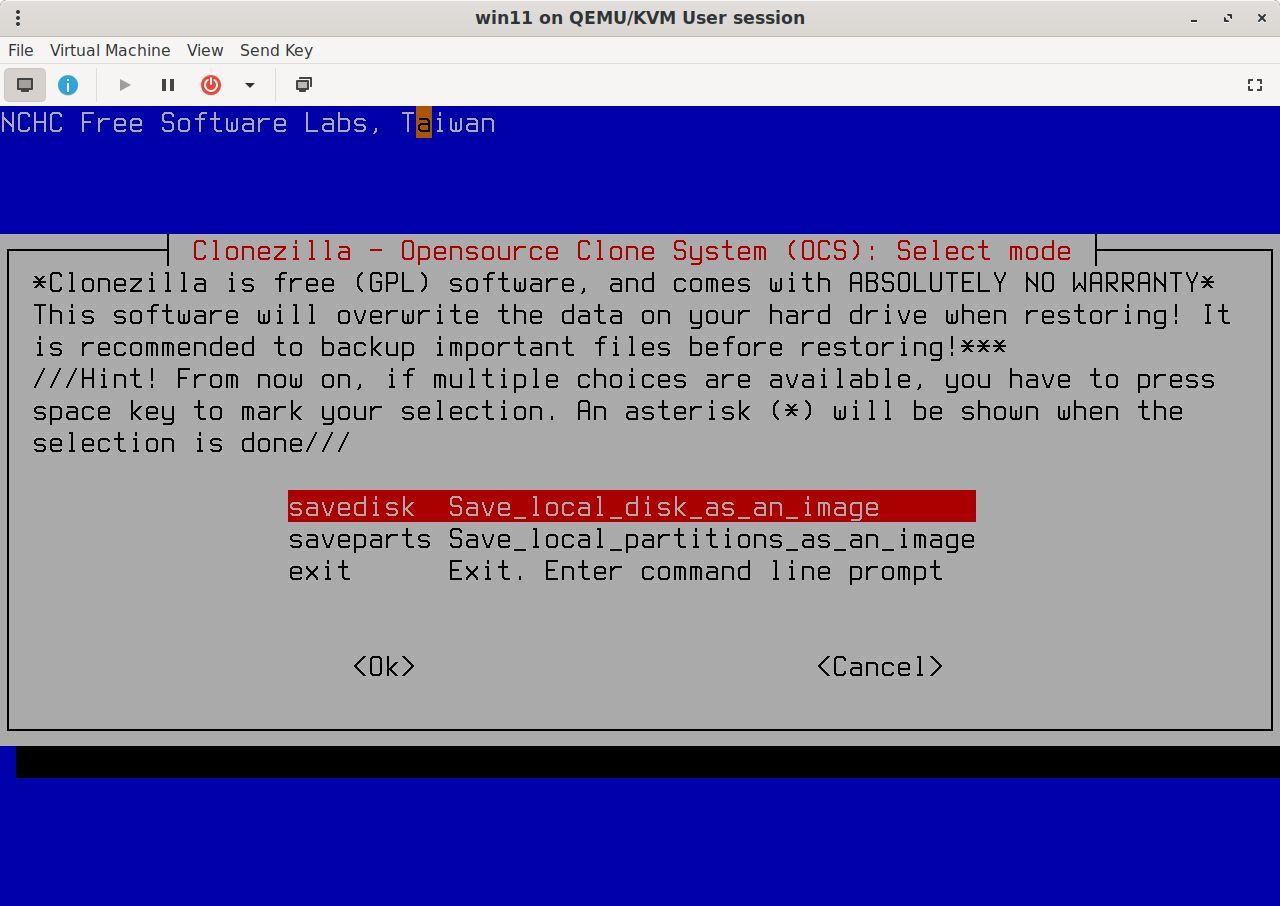 win11 on QEMU/KVM User session
File Virtual Machine View Send Key
NCHC Free Software Labs, Taiwan
Clonezilla - Opensource Clone System (OCS): Select mode
*Clonezilla is free (GPL) software, and comes with ABSOLUTELY NO WARRANTY*
This software will overwrite the data on your hard drive when restoring! It
is recommended to backup important files before restoring!***
///Hint! From now on, if multiple choices are available, you have to press
space key to mark your selection. An asterisk (*) will be shown when the
selection is done///
savedisk Save_local_disk_as_an_image
saveparts Save_local_partitions_as_an_image
exit Exit. Enter command line prompt
<Ok> <Cancel>